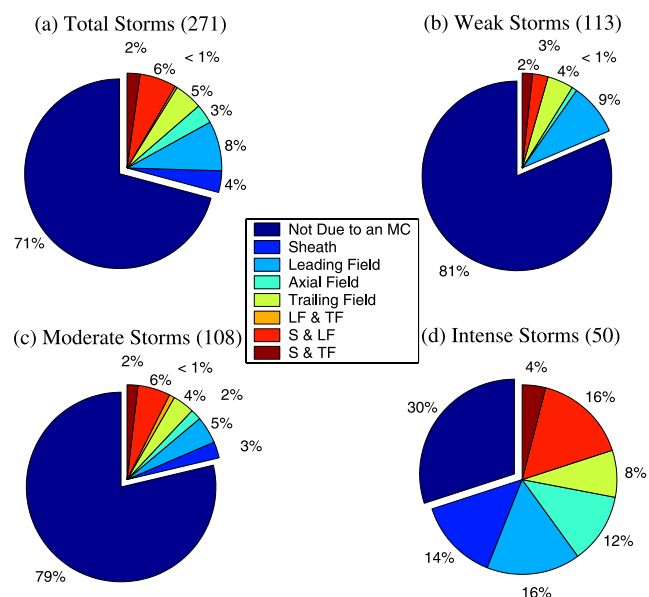 (a) Total Storms (271)
2%
6%
< 1%
5%
3%
8%
4%
71%
(b) Weak Storms (113)
3%
2%
< 1%
4%
9%
81%
Not Due to an MC
Sheath
Leading Field
Axial Field
Trailing Field
LF & TF
S & LF
S & TF
(c) Moderate Storms (108)
2%
6%
< 1%
4%
2%
5%
3%
79%
(d) Intense Storms (50)
4%
16%
8%
12%
16%
14%
30%